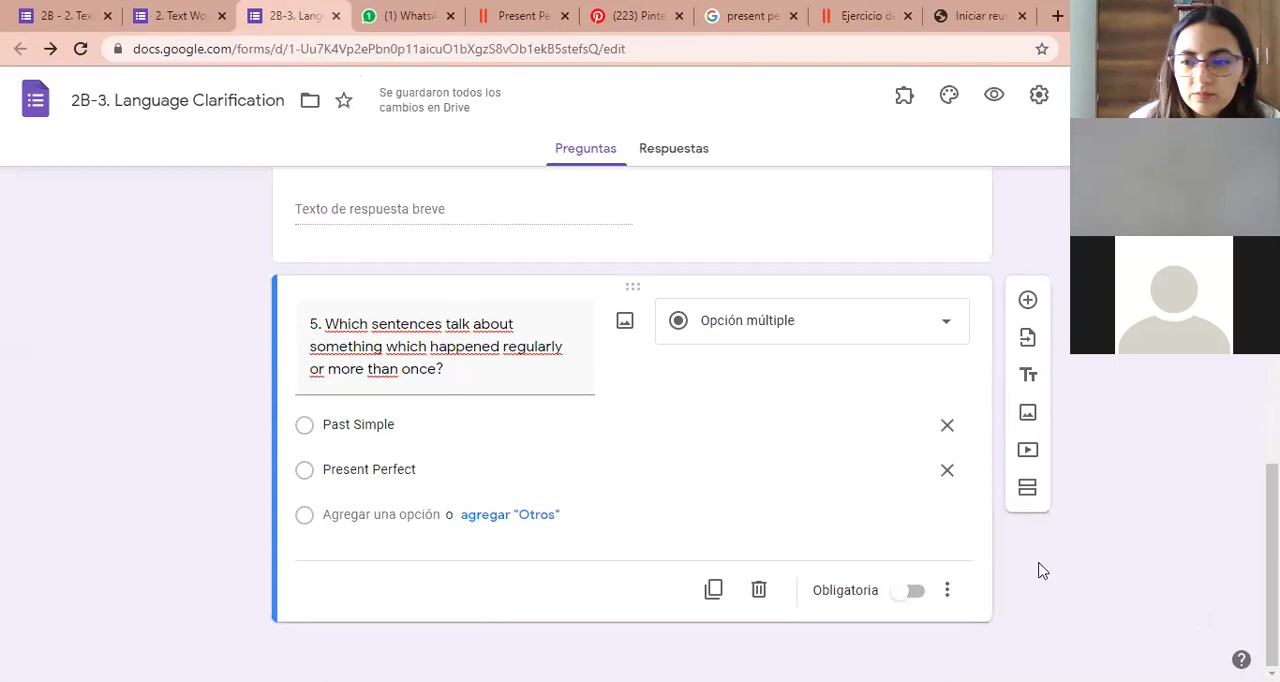 2B - 2. Text
2. Text Wo
2B-3. Lang
(1) WhatsA
Present Pe
(223) Pinte
present pe
Ejercicio d
Iniciar reu
docs.google.com/forms/d/1-Uu7K4Vp2ePbn0p11aicuO1bXgzS8vOb1ekB5stefsQ/edit
2B-3. Language Clarification
Se guardaron todos los
cambios en Drive
Preguntas
Respuestas
Texto de respuesta breve
5. Which sentences talk about
something which happened regularly
or more than once?
Opción múltiple
Past Simple
Present Perfect
Agregar una opción o agregar "Otros"
Tт
Obligatoria